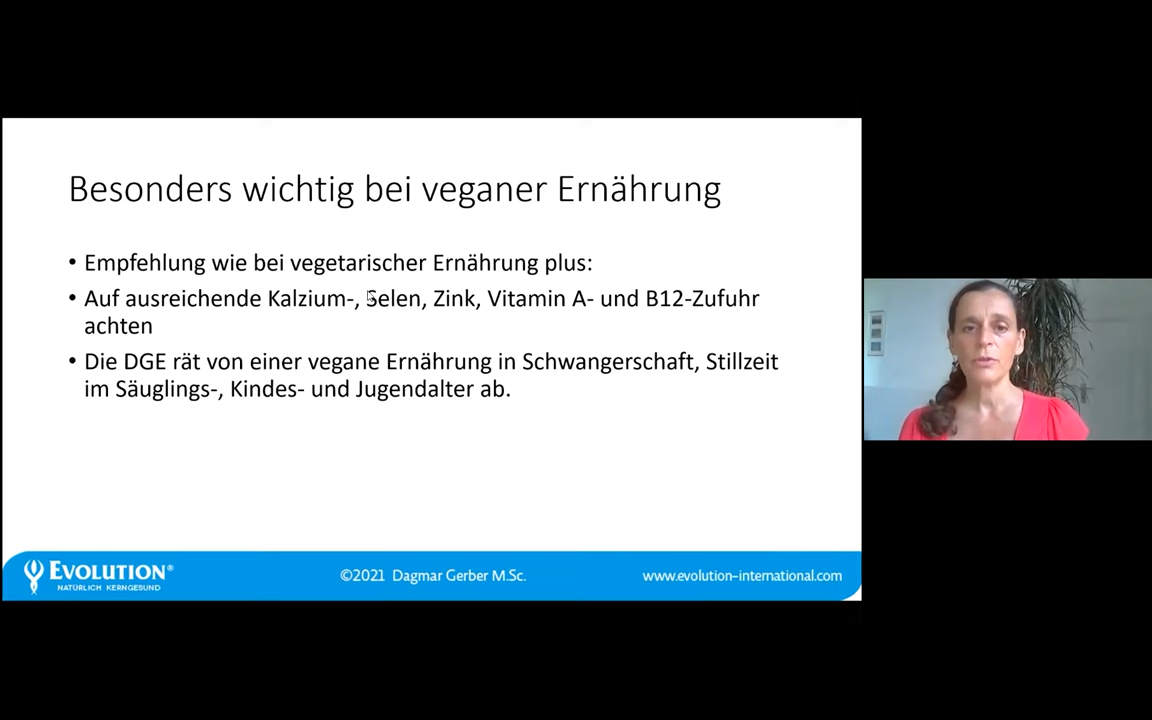 Besonders wichtig bei veganer Ernährung
• Empfehlung wie bei vegetarischer Ernährung plus:
• Auf ausreichende Kalzium-, Selen, Zink, Vitamin A- und B12-Zufuhr
achten
• Die DGE rät von einer vegane Ernährung in Schwangerschaft, Stillzeit
im Säuglings-, Kindes- und Jugendalter ab.
EVOLUTION®
NATÜRLICH KERNGESUND
©2021 Dagmar Gerber M.Sc.
www.evolution-international.com